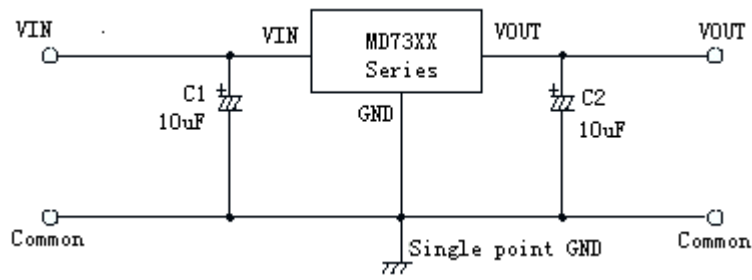 VIN
VIN
MD73XX
Series
VOUT
VOUT
C1
10uF
GND
C2
10uF
Common
Single point GND
Common